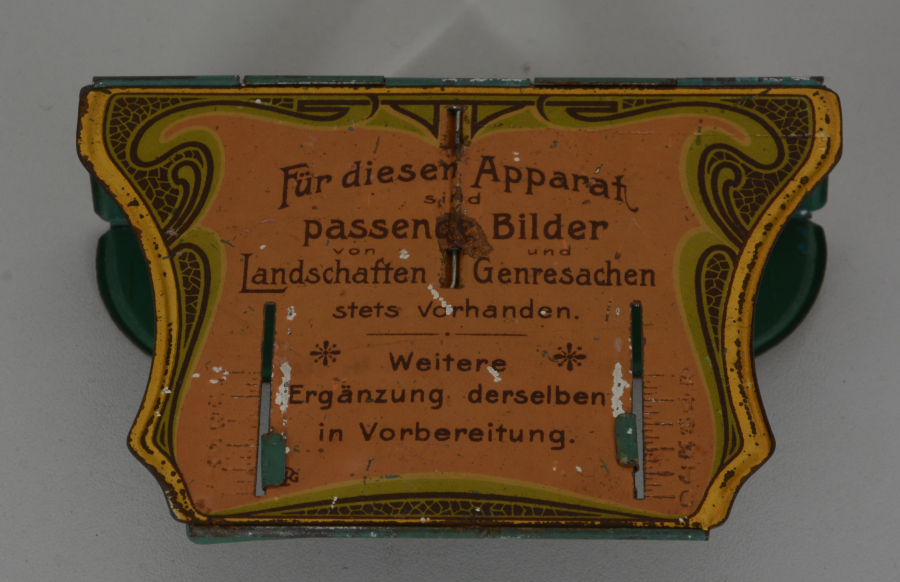 Für diesen Apparat
sind
passende Bilder
von und
Landschaften Genresachen
stets vorhanden.
Weitere
Ergänzung derselben
in Vorbereitung.